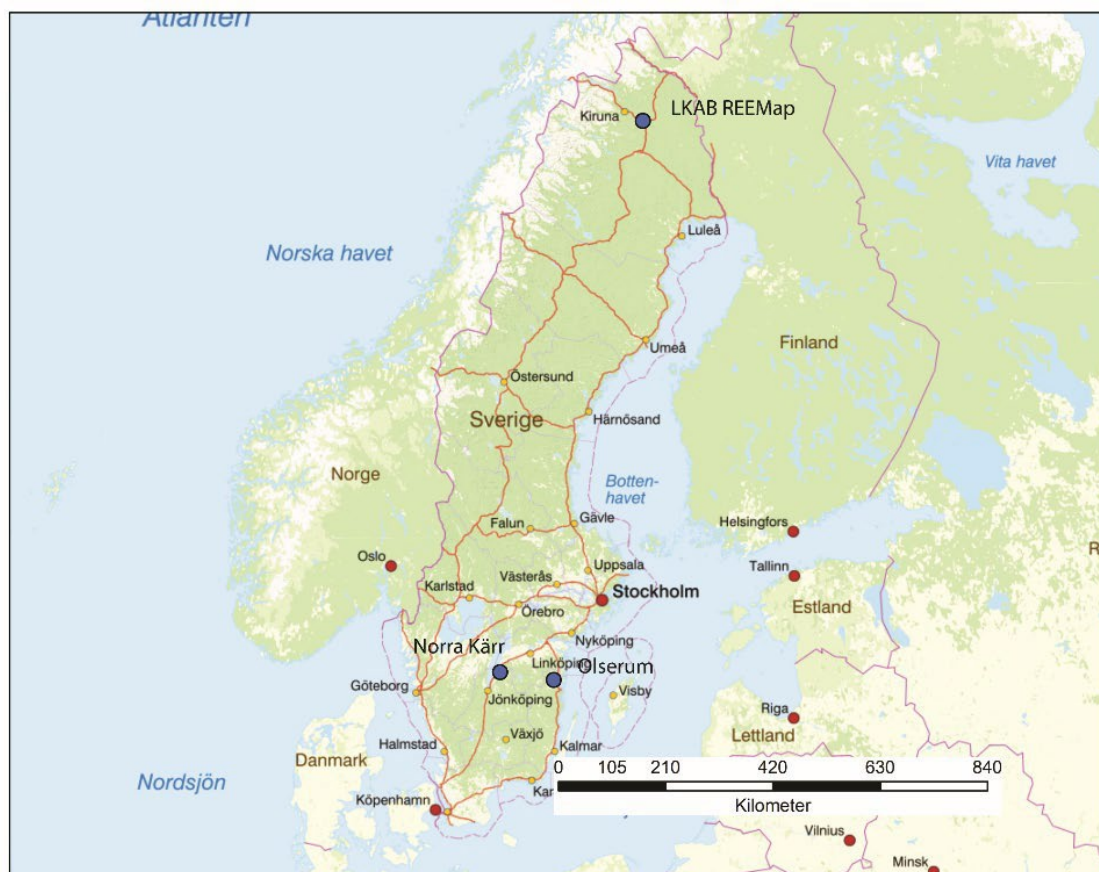 Atlanten
LKAB REEMap
Kiruna
Vita havet
Luleå
Norska havet
Umeå
Finland
Östersund
Sverige
Härnösand
Norge
Botten-
havet
Falun
Gävle
Helsingfors
Oslo
Uppsala
Tallinn
R
Västerås
Karlstad
Stockholm
Örebro
Estland
Norra Kärr
Nyköping
Linköping
Olserum
Göteborg
Jönköping
Visby
Riga
Växjö
Lettland
Halmstad
Kalmar
Danmark
0 105 210 420 630 840
Nordsjön
Kar
Kilometer
Köpenhamn
Vilnius
Minsk